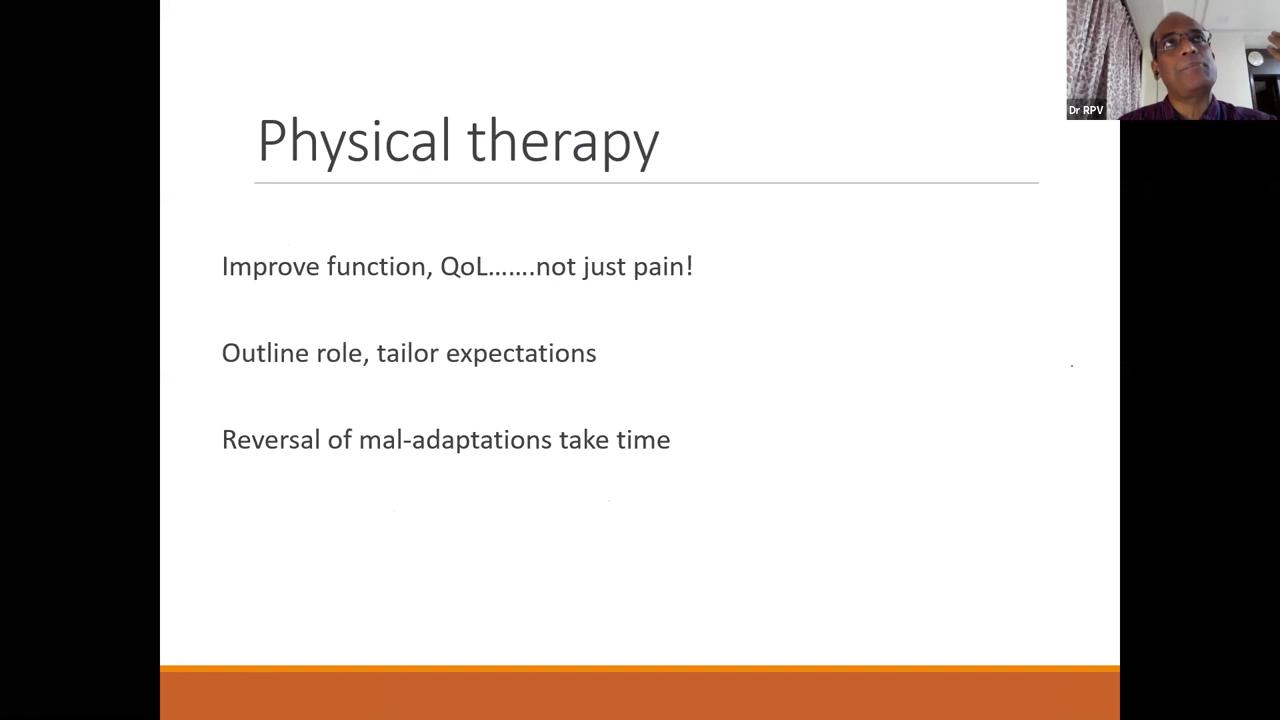 Dr RPV
Physical therapy
Improve function, QoL…….not just pain!
Outline role, tailor expectations
Reversal of mal-adaptations take time